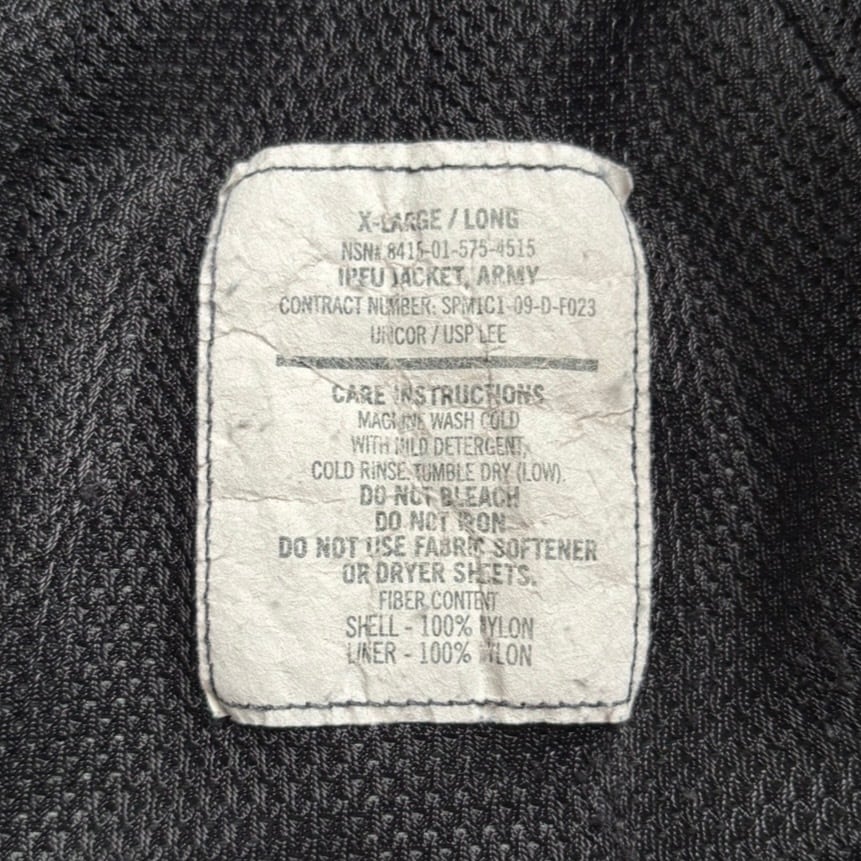 X-LARGE / LONG
NSN# 8415-01-575-4515
IPFU JACKET, ARMY
CONTRACT NUMBER: SPM1C1-09-D-F023
UNICOR / USP LEE
CARE INSTRUCTIONS
MACHINE WASH COLD
WITH MILD DETERGENT,
COLD RINSE. TUMBLE DRY (LOW).
DO NOT BLEACH
DO NOT IRON
DO NOT USE FABRIC SOFTENER
OR DRYER SHEETS.
FIBER CONTENT
SHELL - 100% NYLON
LINER - 100% NYLON